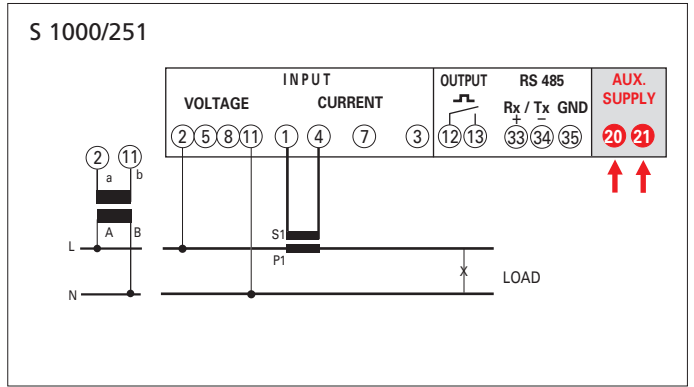 S 1000/251
INPUT
VOLTAGE CURRENT
2 5 8 11 1 4 7 3
OUTPUT
12 13
RS 485
Rx / Tx GND
+ −
33 34 35
AUX.
SUPPLY
20 21
2 11
a b
A B
L
N
S1
P1
X
LOAD